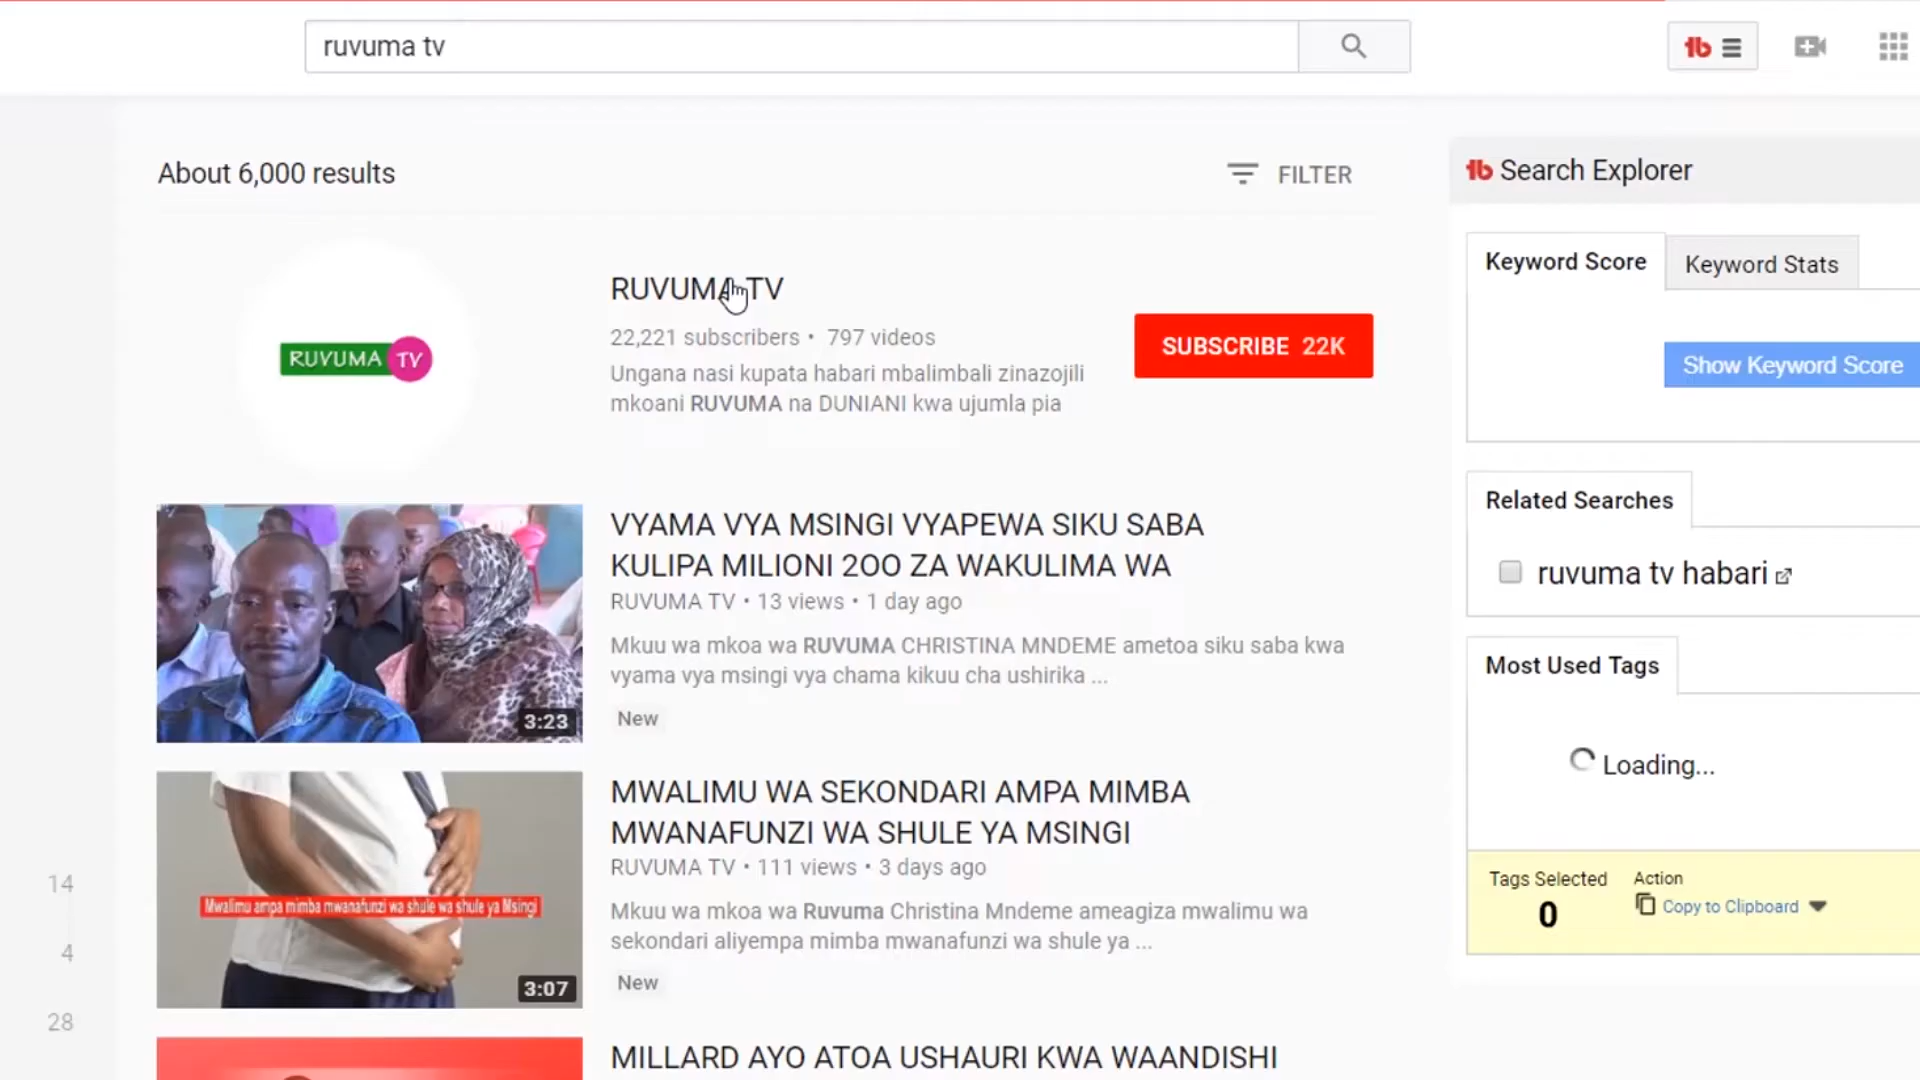 ruvuma tv
About 6,000 results
FILTER
RUVUMA TV
RUVUMA TV
22,221 subscribers • 797 videos
SUBSCRIBE 22K
Ungana nasi kupata habari mbalimbali zinazojili
mkoani RUVUMA na DUNIANI kwa ujumla pia
VYAMA VYA MSINGI VYAPEWA SIKU SABA
KULIPA MILIONI 2OO ZA WAKULIMA WA
RUVUMA TV • 13 views • 1 day ago
Mkuu wa mkoa wa RUVUMA CHRISTINA MNDEME ametoa siku saba kwa
vyama vya msingi vya chama kikuu cha ushirika ...
New
3:23
MWALIMU WA SEKONDARI AMPA MIMBA
MWANAFUNZI WA SHULE YA MSINGI
RUVUMA TV • 111 views • 3 days ago
Mwalimu ampa mimba mwanafunzi wa shule wa shule ya Msingi
Mkuu wa mkoa wa Ruvuma Christina Mndeme ameagiza mwalimu wa
sekondari aliyempa mimba mwanafunzi wa shule ya ...
New
3:07
MILLARD AYO ATOA USHAURI KWA WAANDISHI
14
4
28
tb
tb Search Explorer
Keyword Score
Keyword Stats
Show Keyword Score
Related Searches
ruvuma tv habari
Most Used Tags
Loading...
Tags Selected
0
Action
Copy to Clipboard